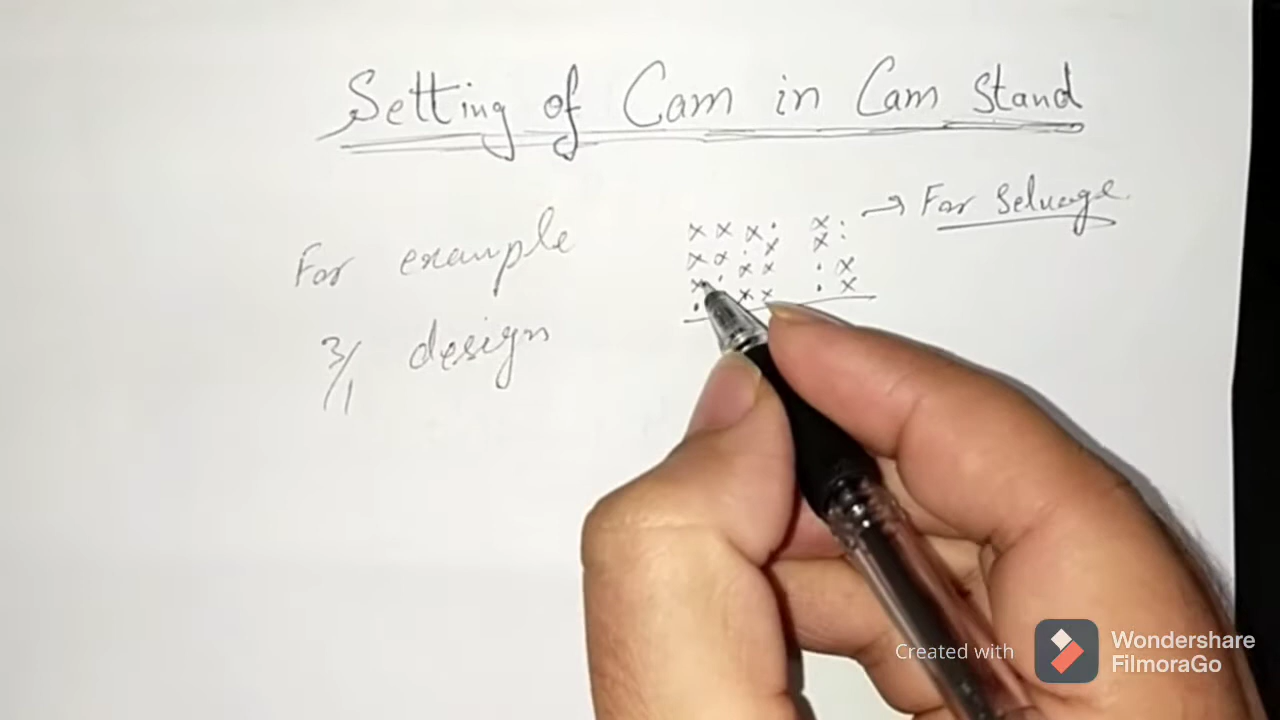 Setting of Cam in Cam Stand
For example
3/1 design
x x x . x . → For Selvage.
x x . x x .
x . x x . x
. x x . x
Created with Wondershare FilmoraGo